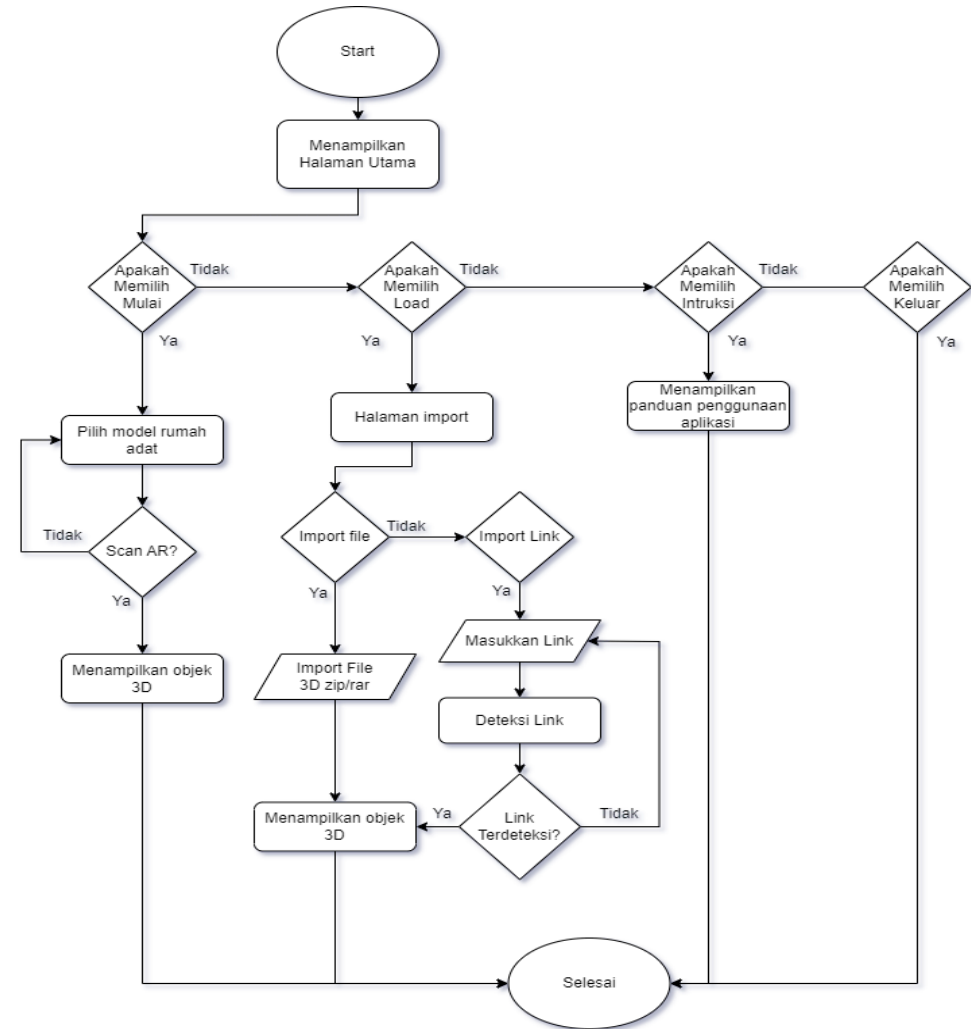 Start
Menampilkan
Halaman Utama
Apakah
Memilih
Mulai
Tidak
Apakah
Memilih
Load
Tidak
Apakah
Memilih
Intruksi
Tidak
Apakah
Memilih
Keluar
Ya
Ya
Ya
Ya
Pilih model rumah
adat
Halaman import
Menampilkan
panduan penggunaan
aplikasi
Tidak
Scan AR?
Ya
Import file
Tidak
Import Link
Ya
Ya
Menampilkan objek
3D
Import File
3D zip/rar
Masukkan Link
Deteksi Link
Menampilkan objek
3D
Ya
Link
Terdeteksi?
Tidak
Selesai